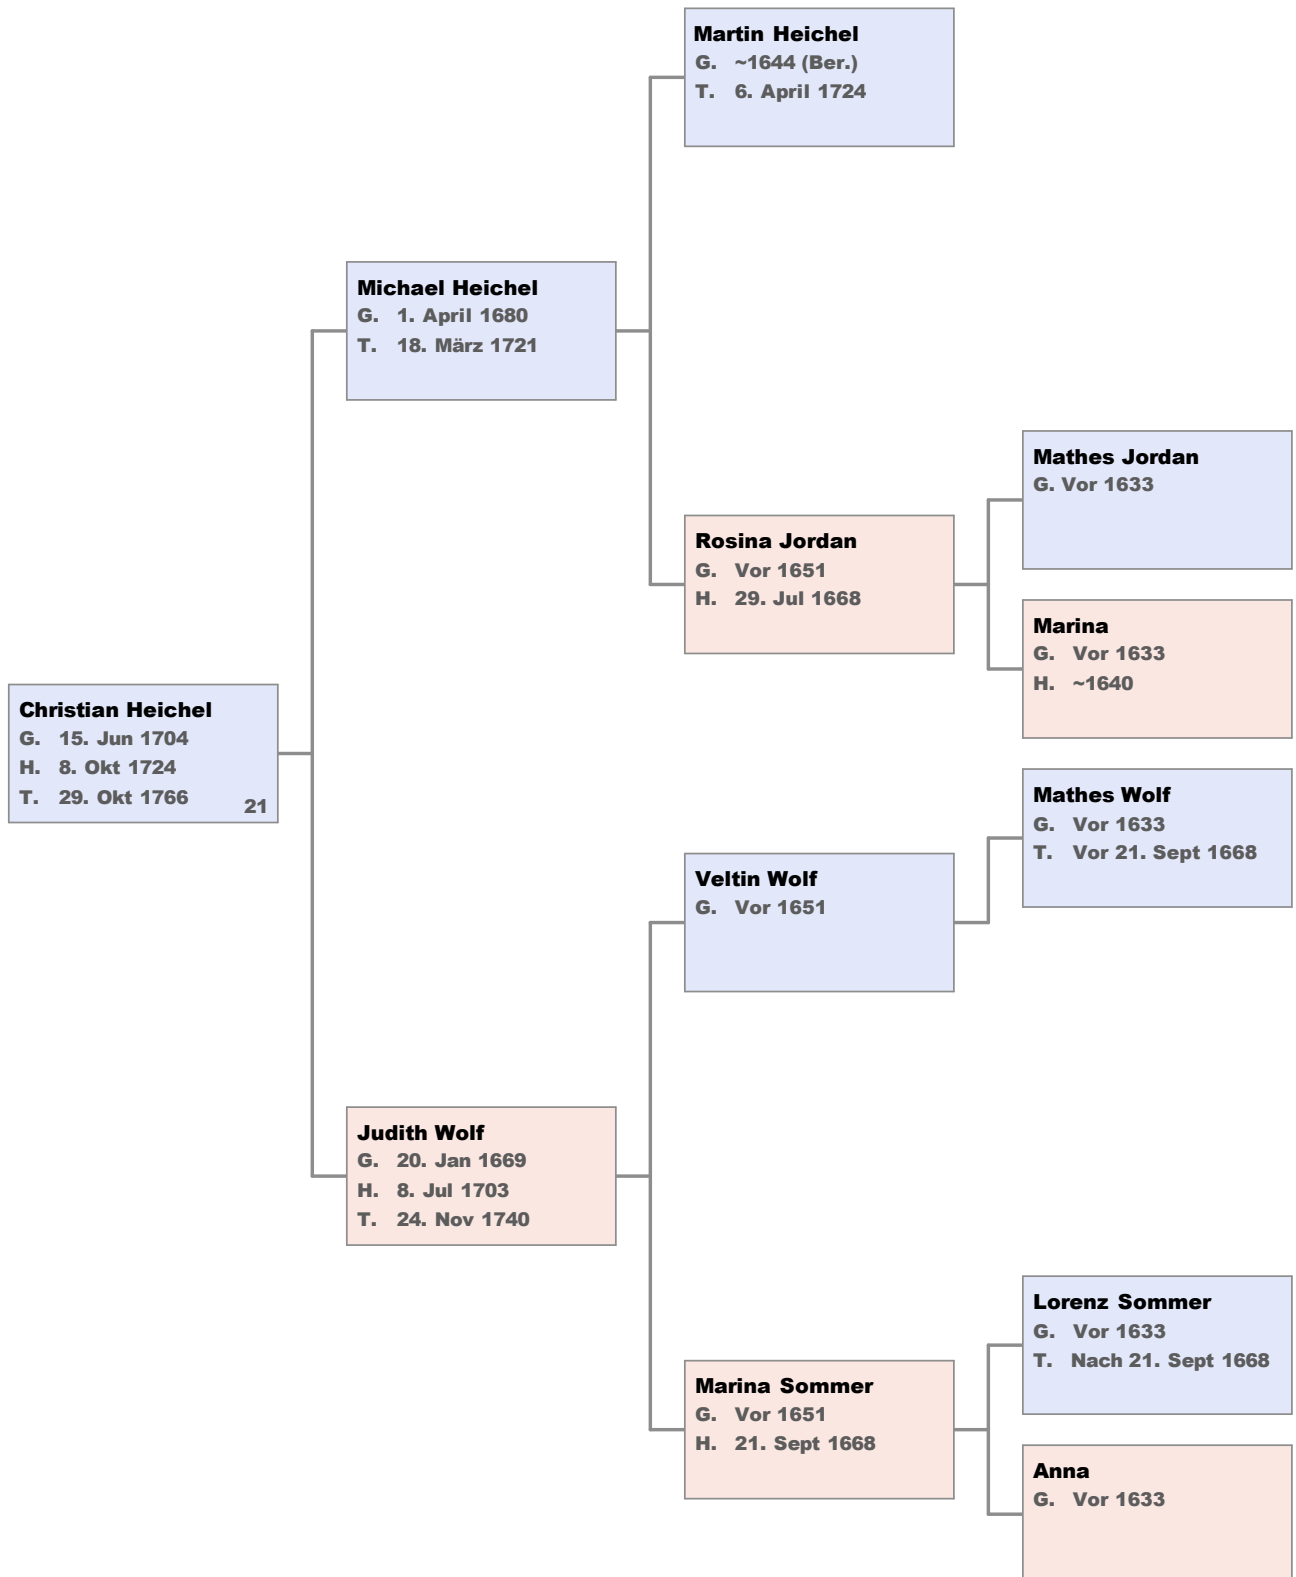 Martin Heichel
G. ~1644 (Ber.)
T. 6. April 1724
Michael Heichel
G. 1. April 1680
T. 18. März 1721
Mathes Jordan
G. Vor 1633
Rosina Jordan
G. Vor 1651
H. 29. Jul 1668
Marina
G. Vor 1633
H. ~1640
Christian Heichel
G. 15. Jun 1704
H. 8. Okt 1724
T. 29. Okt 1766
21
Mathes Wolf
G. Vor 1633
T. Vor 21. Sept 1668
Veltin Wolf
G. Vor 1651
Judith Wolf
G. 20. Jan 1669
H. 8. Jul 1703
T. 24. Nov 1740
Lorenz Sommer
G. Vor 1633
T. Nach 21. Sept 1668
Marina Sommer
G. Vor 1651
H. 21. Sept 1668
Anna
G. Vor 1633